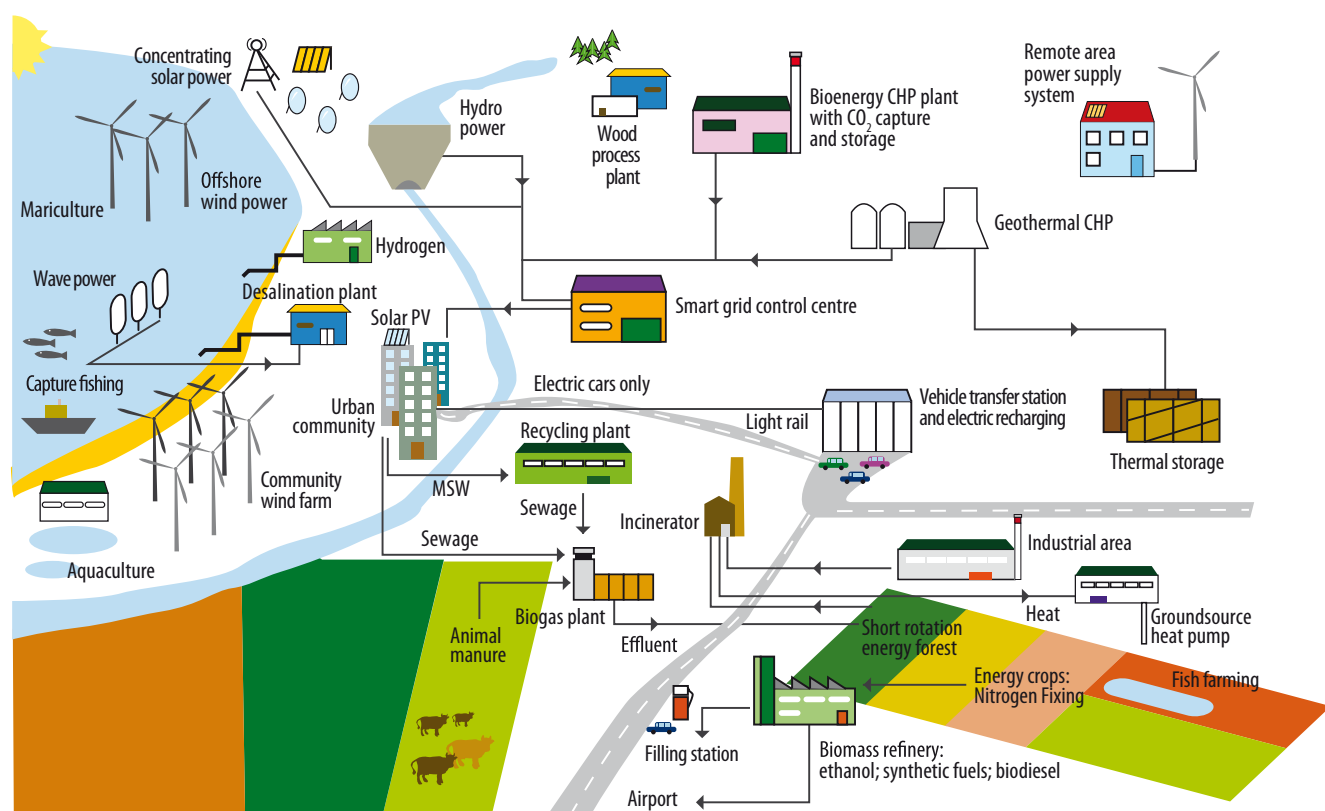 Concentrating
solar power
Hydro
power
Wood
process
plant
Bioenergy CHP plant
with CO2 capture
and storage
Remote area
power supply
system
Offshore
wind power
Mariculture
Hydrogen
Geothermal CHP
Wave power
Desalination plant
Solar PV
Smart grid control centre
Capture fishing
Urban
community
Electric cars only
Light rail
Vehicle transfer station
and electric recharging
Recycling plant
Thermal storage
Community
wind farm
MSW
Sewage
Incinerator
Sewage
Industrial area
Aquaculture
Biogas plant
Heat
Groundsource
heat pump
Animal
manure
Effluent
Short rotation
energy forest
Energy crops:
Nitrogen Fixing
Fish farming
Filling station
Biomass refinery:
ethanol; synthetic fuels; biodiesel
Airport